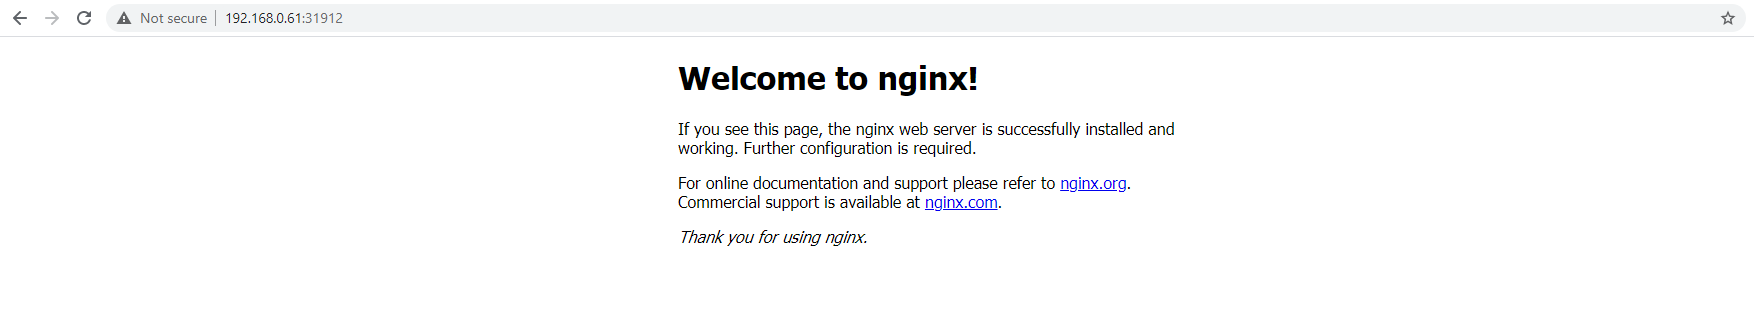 Not secure 192.168.0.61:31912
Welcome to nginx!
If you see this page, the nginx web server is successfully installed and
working. Further configuration is required.
For online documentation and support please refer to nginx.org.
Commercial support is available at nginx.com.
Thank you for using nginx.